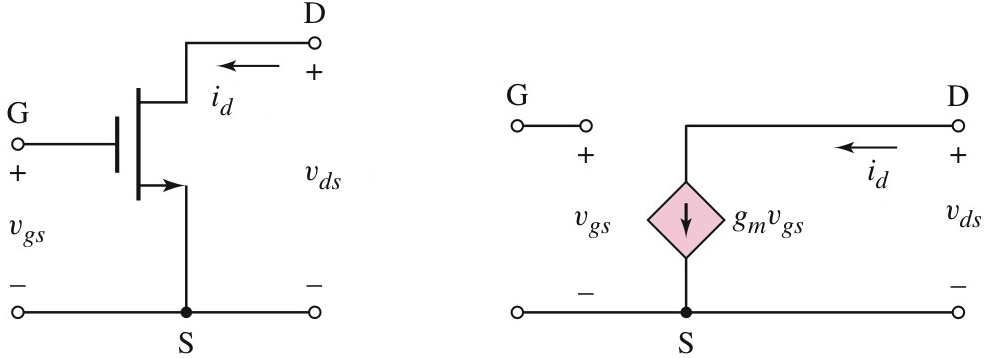 D
+
i_d
G
+
v_gs
–
v_ds
–
S
G
+
v_gs
–
g_m v_gs
D
+
i_d
v_ds
–
S